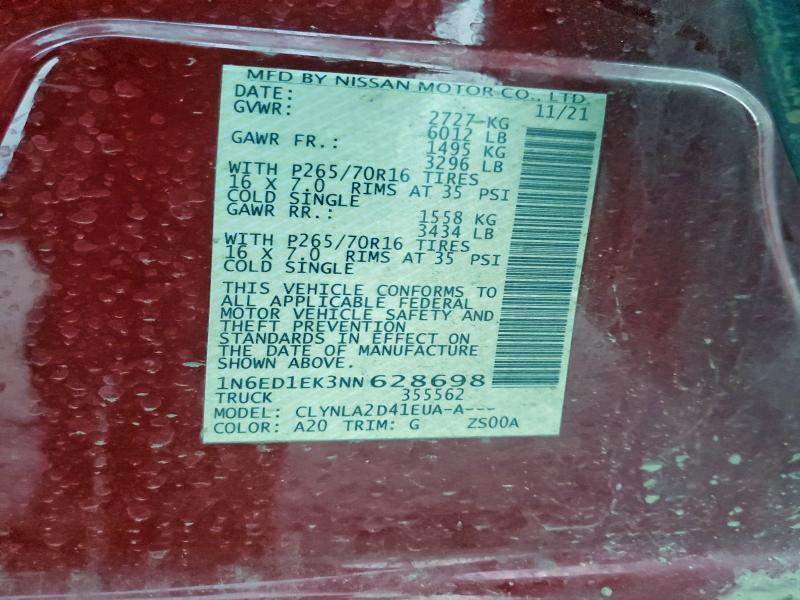 MFD BY NISSAN MOTOR CO., LTD.
DATE: 11/21
GVWR: 2727 KG
6012 LB
GAWR FR.: 1495 KG
3296 LB
WITH P265/70R16 TIRES
16 X 7.0 RIMS AT 35 PSI
COLD SINGLE
GAWR RR.: 1558 KG
3434 LB
WITH P265/70R16 TIRES
16 X 7.0 RIMS AT 35 PSI
COLD SINGLE
THIS VEHICLE CONFORMS TO
ALL APPLICABLE FEDERAL
MOTOR VEHICLE SAFETY AND
THEFT PREVENTION
STANDARDS IN EFFECT ON
THE DATE OF MANUFACTURE
SHOWN ABOVE.
1N6ED1EK3NN628698
TRUCK 355562
MODEL: CLYNLA2D41EUA-A---
COLOR: A20 TRIM: G ZS00A